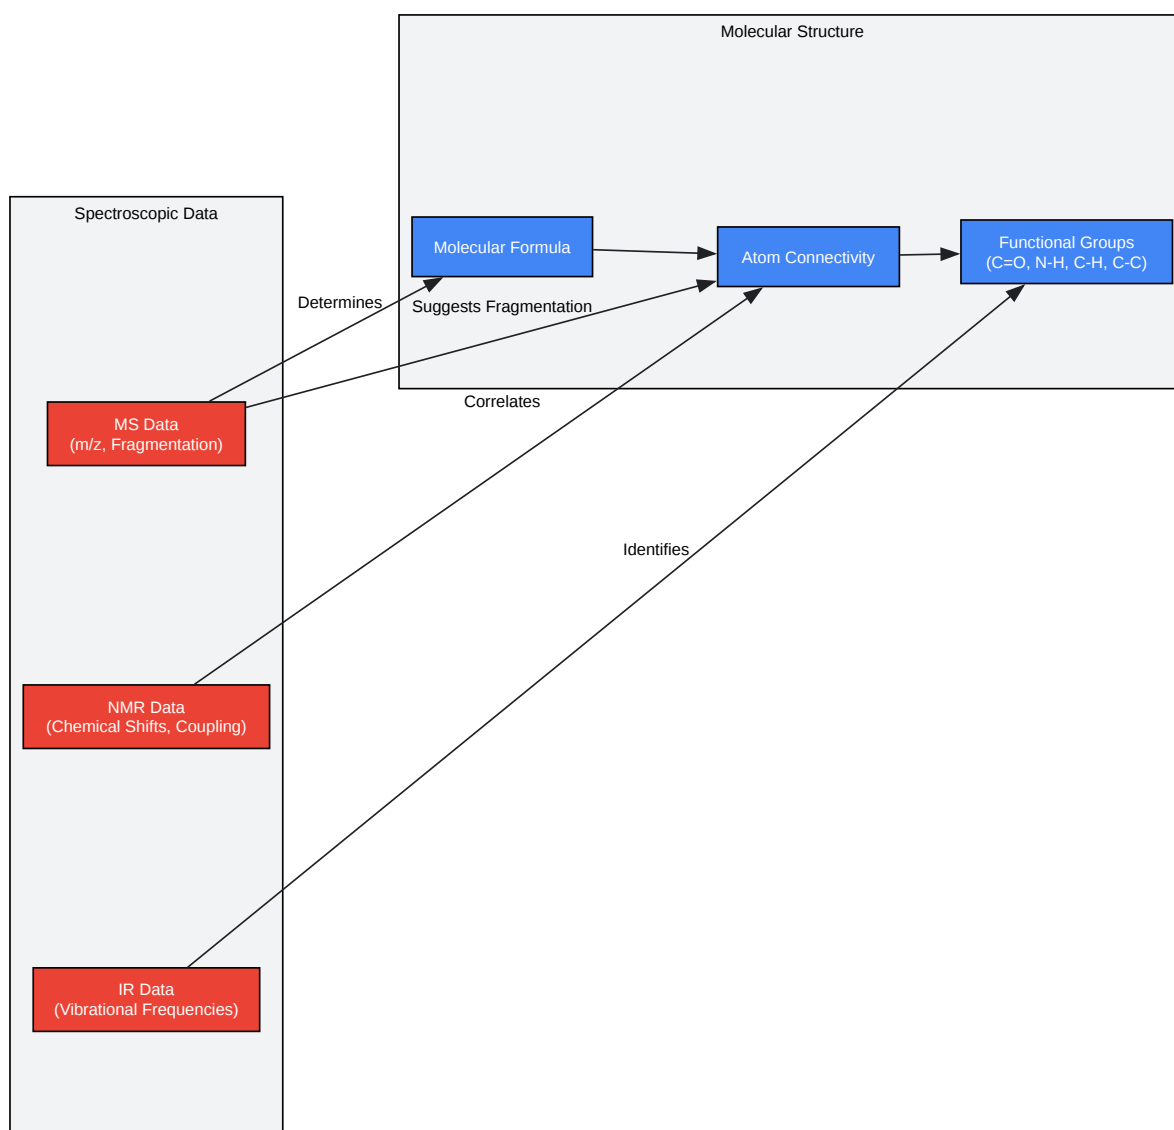 Molecular Structure
Spectroscopic Data
Molecular Formula
Atom Connectivity
Functional Groups
(C=O, N-H, C-H, C-C)
Determines
Suggests Fragmentation
Correlates
MS Data
(m/z, Fragmentation)
Identifies
NMR Data
(Chemical Shifts, Coupling)
IR Data
(Vibrational Frequencies)